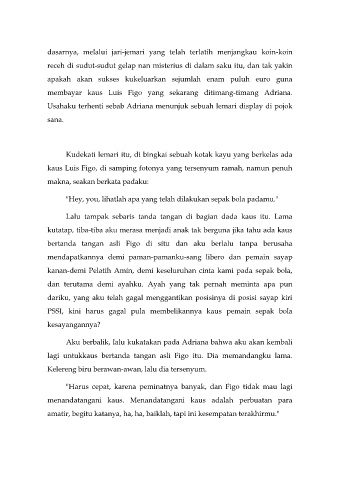 dasarnya, melalui jari-jemari yang telah terlatih menjangkau koin-koin
receh di sudut-sudut gelap nan misterius di dalam saku itu, dan tak yakin
apakah akan sukses kukeluarkan sejumlah enam puluh euro guna
membayar kaus Luis Figo yang sekarang ditimang-timang Adriana.
Usahaku terhenti sebab Adriana menunjuk sebuah lemari display di pojok
sana.
Kudekati lemari itu, di bingkai sebuah kotak kayu yang berkelas ada
kaus Luis Figo, di samping fotonya yang tersenyum ramah, namun penuh
makna, seakan berkata padaku:
"Hey, you, lihatlah apa yang telah dilakukan sepak bola padamu."
Lalu tampak sebaris tanda tangan di bagian dada kaus itu. Lama
kutatap, tiba-tiba aku merasa menjadi anak tak berguna jika tahu ada kaus
bertanda tangan asli Figo di situ dan aku berlalu tanpa berusaha
mendapatkannya demi paman-pamanku-sang libero dan pemain sayap
kanan-demi Pelatih Amin, demi keseluruhan cinta kami pada sepak bola,
dan terutama demi ayahku. Ayah yang tak pernah meminta apa pun
dariku, yang aku telah gagal menggantikan posisinya di posisi sayap kiri
PSSI, kini harus gagal pula membelikannya kaus pemain sepak bola
kesayangannya?
Aku berbalik, lalu kukatakan pada Adriana bahwa aku akan kembali
lagi untukkaus bertanda tangan asli Figo itu. Dia memandangku lama.
Kelereng biru berawan-awan, lalu dia tersenyum.
"Harus cepat, karena peminatnya banyak, dan Figo tidak mau lagi
menandatangani kaus. Menandatangani kaus adalah perbuatan para
amatir, begitu katanya, ha, ha, baiklah, tapi ini kesempatan terakhirmu."